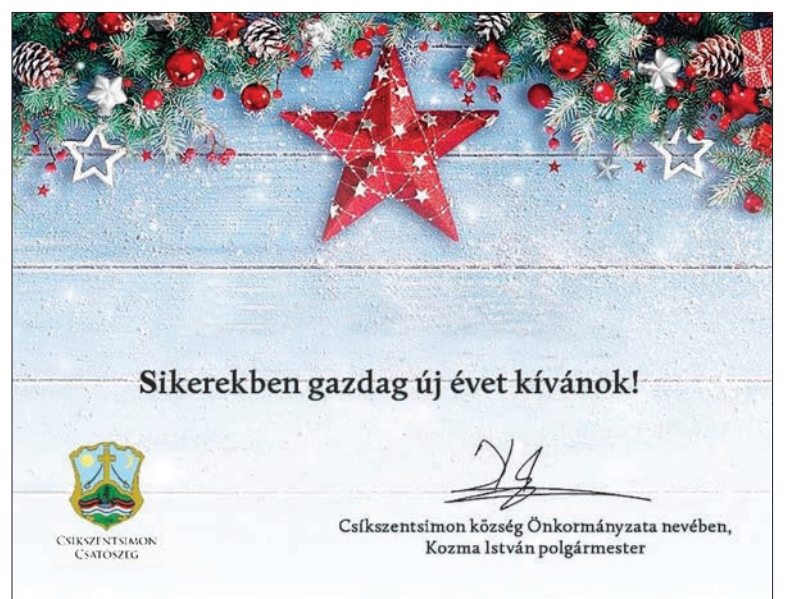 Sikerekben gazdag új évet kívánok!
CSÍKSZENTSIMON
CSATÓSZEG
Csíkszentsimon község Önkormányzata nevében,
Kozma István polgármester